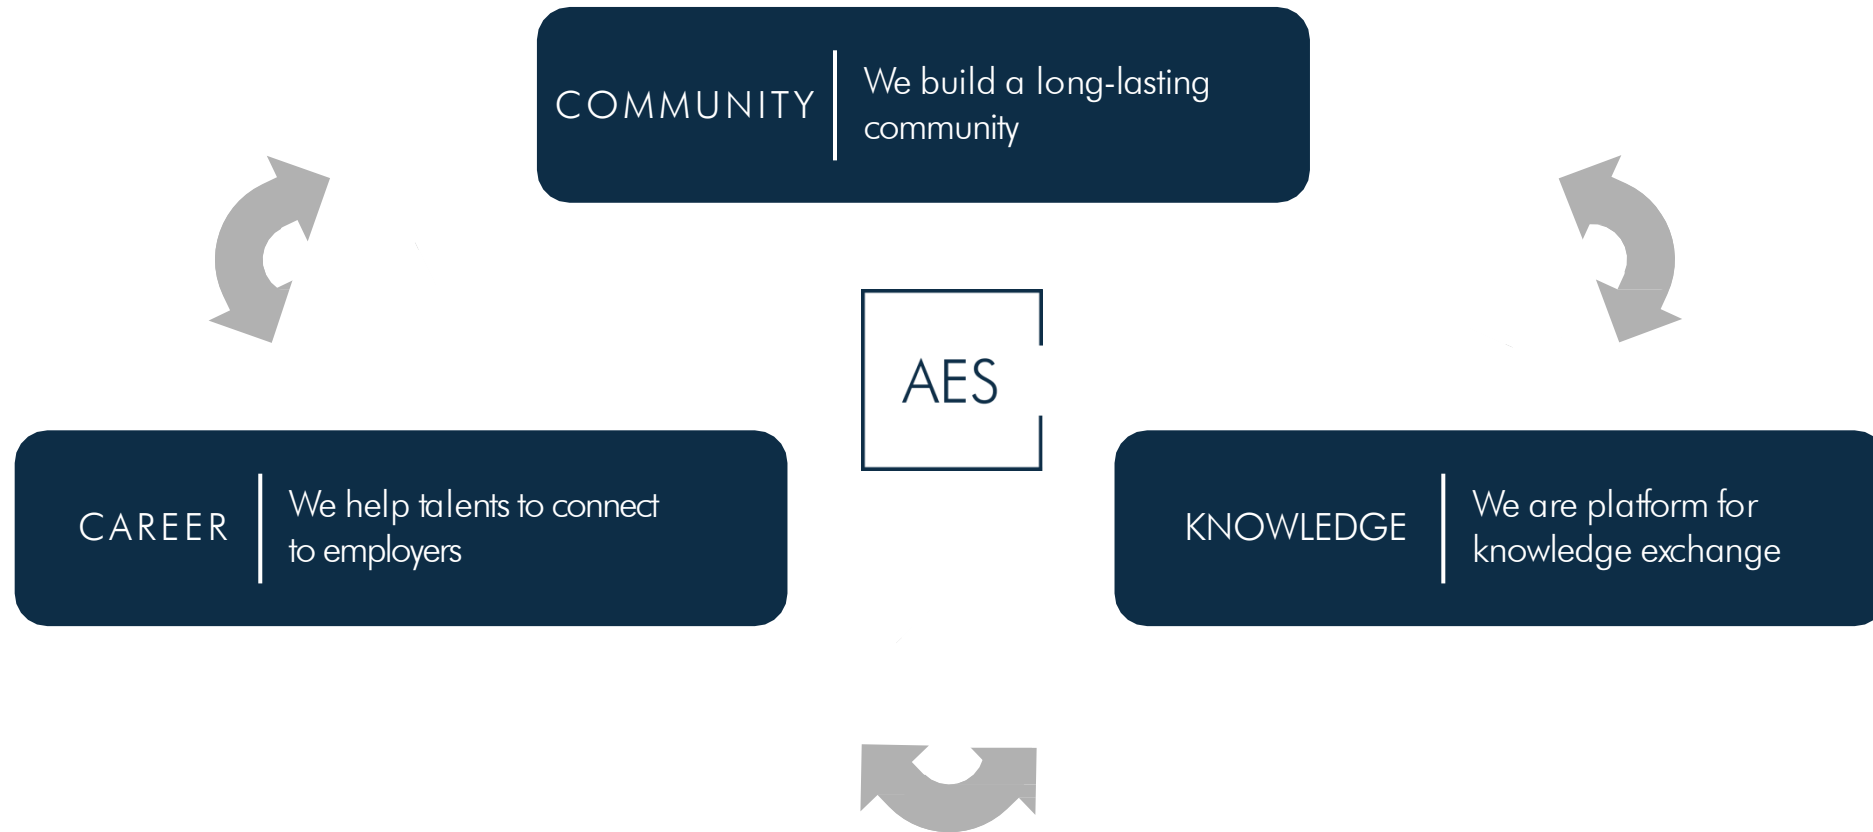 COMMUNITY
We build a long-lasting
community
AES
CAREER
We help talents to connect
to employers
KNOWLEDGE
We are platform for
knowledge exchange